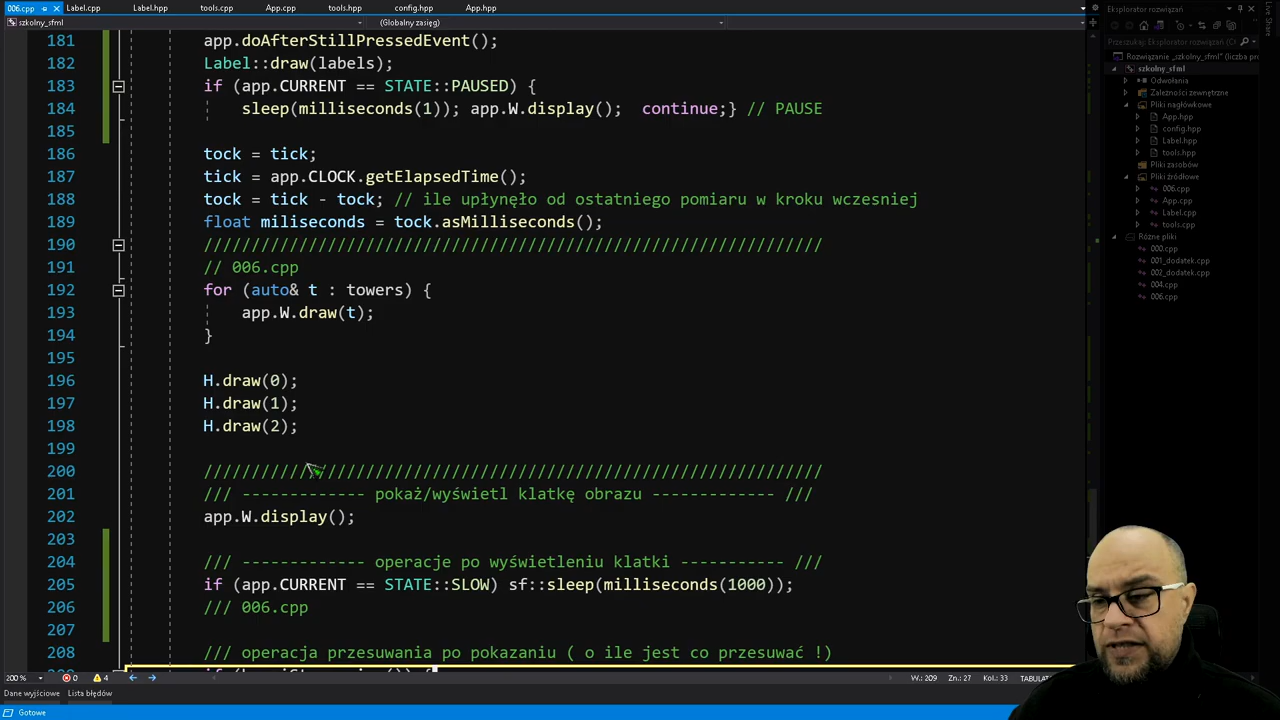 006.cpp
Label.cpp
Label.hpp
tools.cpp
App.cpp
tools.hpp
config.hpp
App.hpp
Eksplorator rozwiązań
Live Share
szkolny_sfml
(Globalny zasięg)
Przeszukaj: Eksplorator rozwiązań (
181 app.doAfterStillPressedEvent();
182 Label::draw(labels);
183 if (app.CURRENT == STATE::PAUSED) {
184 sleep(milliseconds(1)); app.W.display(); continue;} // PAUSE
185
186 tock = tick;
187 tick = app.CLOCK.getElapsedTime();
188 tock = tick - tock; // ile upłynęło od ostatniego pomiaru w kroku wczesniej
189 float miliseconds = tock.asMilliseconds();
190 //////////////////////////////////////////////////////////////////
191 // 006.cpp
192 for (auto& t : towers) {
193 app.W.draw(t);
194 }
195
196 H.draw(0);
197 H.draw(1);
198 H.draw(2);
199
200 //////////////////////////////////////////////////////////////////
201 /// ------------- pokaż/wyświetl klatkę obrazu ------------- ///
202 app.W.display();
203
204 /// ------------- operacje po wyświetleniu klatki ----------- ///
205 if (app.CURRENT == STATE::SLOW) sf::sleep(milliseconds(1000));
206 /// 006.cpp
207
208 /// operacja przesuwania po pokazaniu ( o ile jest co przesuwać !)
Rozwiązanie „szkolny_sfml" (liczba pr
szkolny_sfml
Odwołania
Zależności zewnętrzne
Pliki nagłówkowe
App.hpp
config.hpp
Label.hpp
tools.hpp
Pliki zasobów
Pliki źródłowe
006.cpp
App.cpp
Label.cpp
tools.cpp
Różne pliki
000.cpp
001_dodatek.cpp
002_dodatek.cpp
004.cpp
006.cpp
200 %
0
4
W.: 209
Zn.: 27
Kol.: 33
TABULAT
Dane wyjściowe
Lista błędów
Gotowe